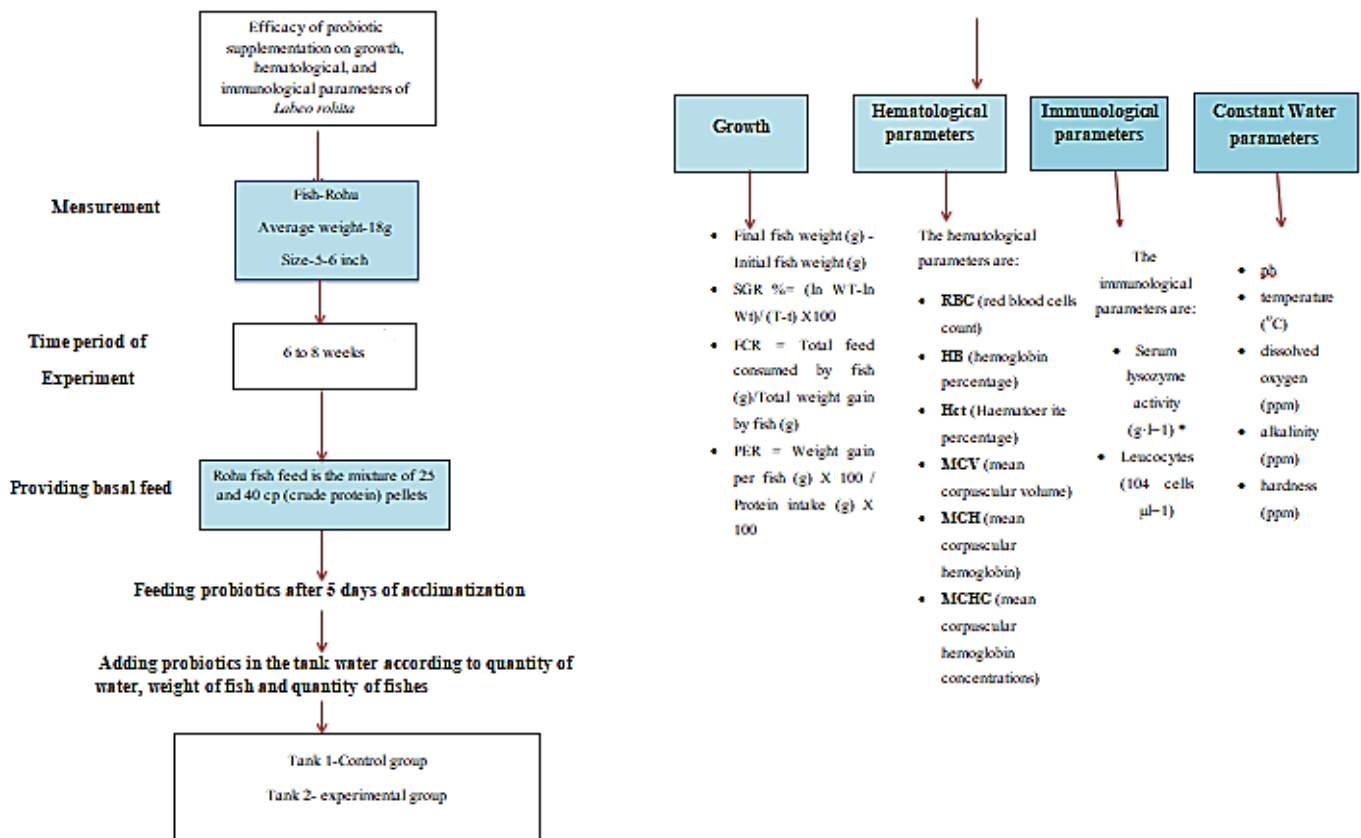 Efficacy of probiotic
supplementation on growth,
hematological, and
immunological parameters of
Labeo rohita
Measurement
Fish-Rohu
Average weight-18g
Size-5-6 inch
Time period of
Experiment
6 to 8 weeks
Providing basal feed
Rohu fish feed is the mixture of 25
and 40 cp (crude protein) pellets
Feeding probiotics after 5 days of acclimatization
Adding probiotics in the tank water according to quantity of
water, weight of fish and quantity of fishes
Tank 1-Control group
Tank 2- experimental group
Growth
• Final fish weight (g) -
Initial fish weight (g)
• SGR %= (ln WT-ln
Wt)/ (T-t) X100
• FCR = Total feed
consumed by fish
(g)/Total weight gain
by fish (g)
• PER = Weight gain
per fish (g) X 100 /
Protein intake (g) X
100
Hematological
parameters
The hematological
parameters are:
• RBC (red blood cells
count)
• HB (hemoglobin
percentage)
• Hct (Haematocr ite
percentage)
• MCV (mean
corpuscular volume)
• MCH (mean
corpuscular
hemoglobin)
• MCHC (mean
corpuscular
hemoglobin
concentrations)
Immunological
parameters
The
immunological
parameters are:
• Serum
lysozyme
activity
(g·l−1) *
• Leucocytes
(104 cells
μl−1)
Constant Water
parameters
• ph
• temperature
(°C)
• dissolved
oxygen
(ppm)
• alkalinity
(ppm)
• hardness
(ppm)